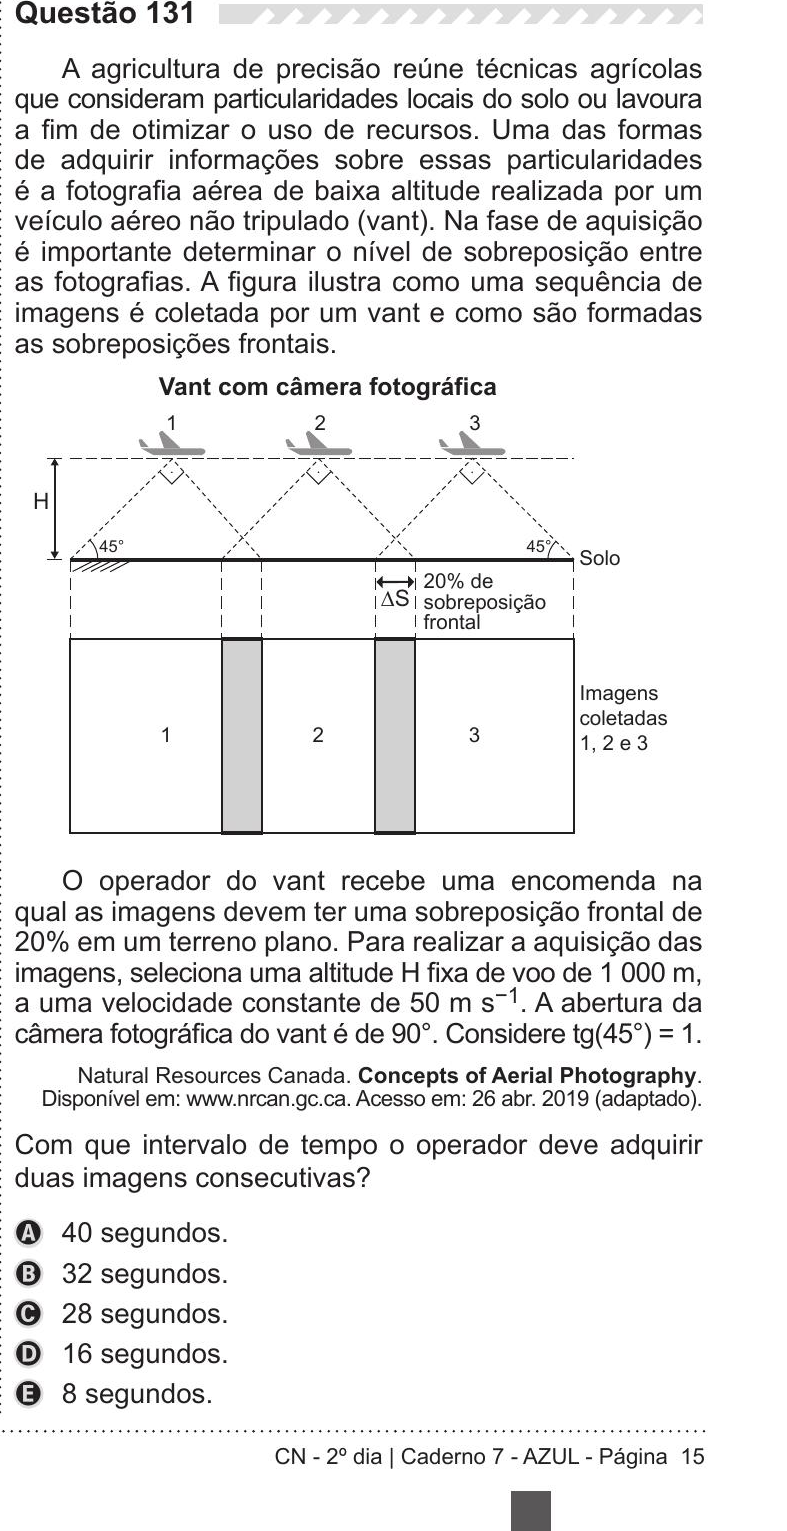 Questão 131
A agricultura de precisão reúne técnicas agrícolas
que consideram particularidades locais do solo ou lavoura
a fim de otimizar o uso de recursos. Uma das formas
de adquirir informações sobre essas particularidades
é a fotografia aérea de baixa altitude realizada por um
veículo aéreo não tripulado (vant). Na fase de aquisição
é importante determinar o nível de sobreposição entre
as fotografias. A figura ilustra como uma sequência de
imagens é coletada por um vant e como são formadas
as sobreposições frontais.
Vant com câmera fotográfica
1 2 3
H
45° 45°
Solo
20% de
ΔS sobreposição
frontal
Imagens
coletadas
1, 2 e 3
1 2 3
O operador do vant recebe uma encomenda na
qual as imagens devem ter uma sobreposição frontal de
20% em um terreno plano. Para realizar a aquisição das
imagens, seleciona uma altitude H fixa de voo de 1 000 m,
a uma velocidade constante de 50 m s⁻¹. A abertura da
câmera fotográfica do vant é de 90°. Considere tg(45°) = 1.
Natural Resources Canada. Concepts of Aerial Photography.
Disponível em: www.nrcan.gc.ca. Acesso em: 26 abr. 2019 (adaptado).
Com que intervalo de tempo o operador deve adquirir
duas imagens consecutivas?
A 40 segundos.
B 32 segundos.
C 28 segundos.
D 16 segundos.
E 8 segundos.
CN - 2º dia | Caderno 7 - AZUL - Página 15